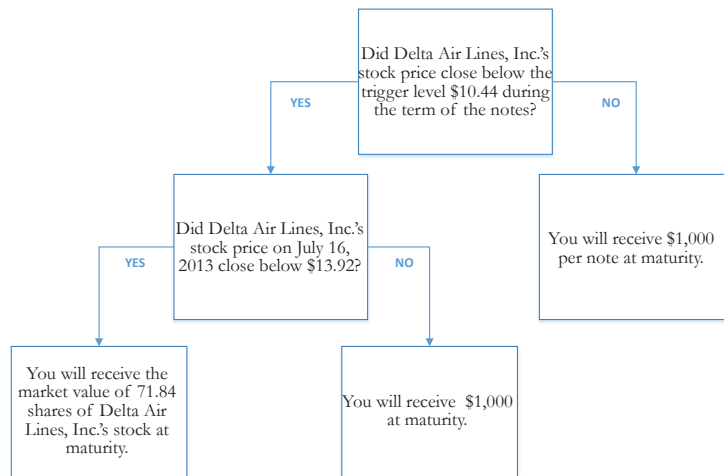 Did Delta Air Lines, Inc.'s
stock price close below the
trigger level $10.44 during
the term of the notes?
YES
NO
Did Delta Air Lines, Inc.'s
stock price on July 16,
2013 close below $13.92?
You will receive $1,000
per note at maturity.
YES
NO
You will receive the
market value of 71.84
shares of Delta Air
Lines, Inc.'s stock at
maturity.
You will receive $1,000
at maturity.